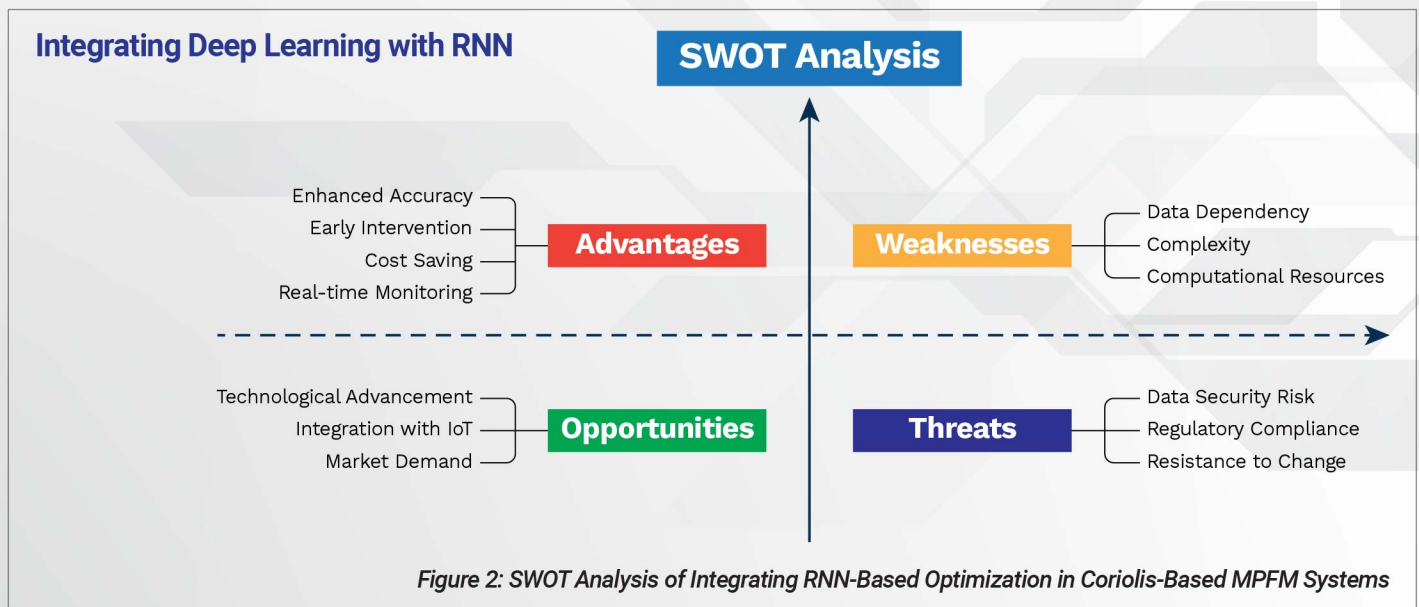 Integrating Deep Learning with RNN
SWOT Analysis
Enhanced Accuracy
Early Intervention
Cost Saving
Real-time Monitoring
Advantages
Weaknesses
Data Dependency
Complexity
Computational Resources
Technological Advancement
Integration with IoT
Market Demand
Opportunities
Threats
Data Security Risk
Regulatory Compliance
Resistance to Change
Figure 2: SWOT Analysis of Integrating RNN-Based Optimization in Coriolis-Based MPFM Systems